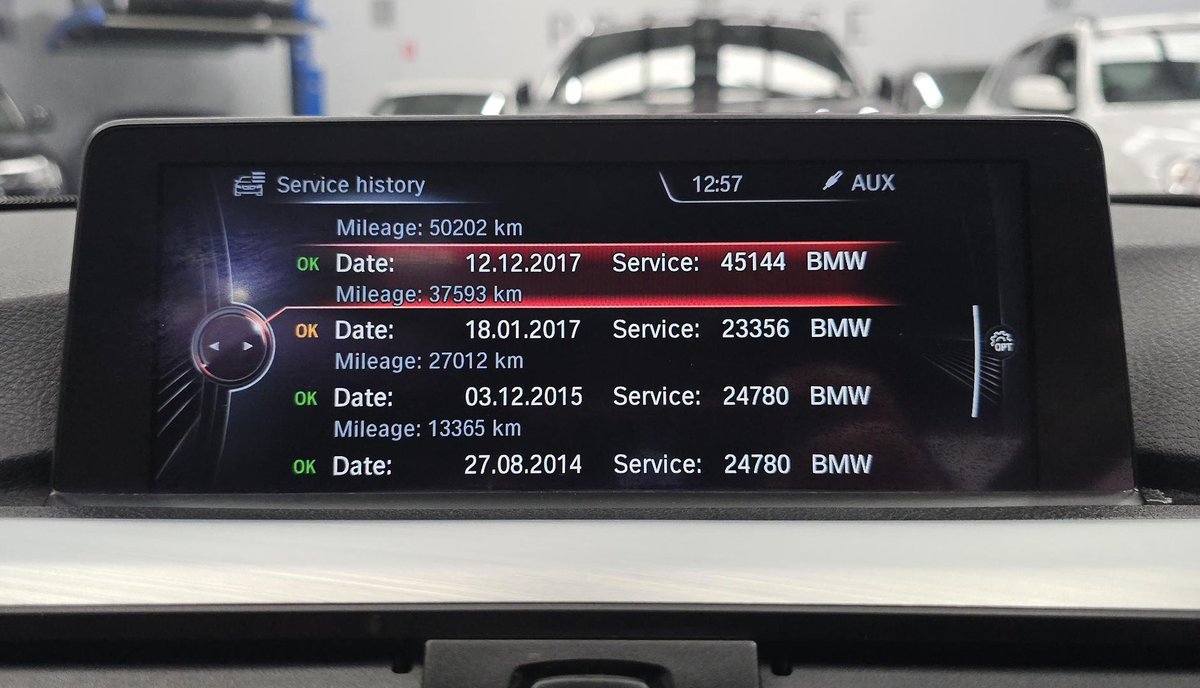 Service history 12:57 AUX
Mileage: 50202 km
OK Date: 12.12.2017 Service: 45144 BMW
Mileage: 37593 km
OK Date: 18.01.2017 Service: 23356 BMW
Mileage: 27012 km
OPT
OK Date: 03.12.2015 Service: 24780 BMW
Mileage: 13365 km
OK Date: 27.08.2014 Service: 24780 BMW